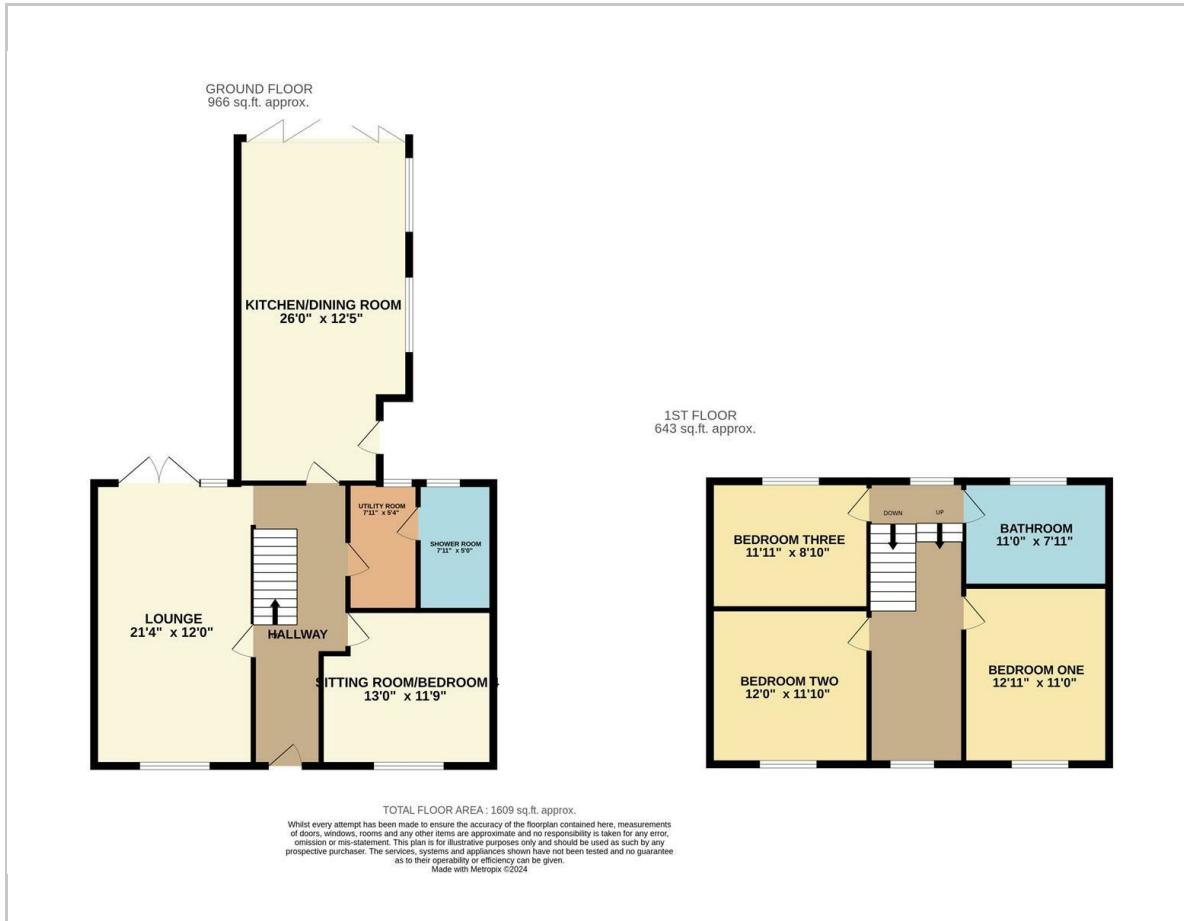 GROUND FLOOR
966 sq.ft. approx.
KITCHEN/DINING ROOM
26'0" x 12'5"
UTILITY ROOM
7'11" x 5'4"
SHOWER ROOM
7'11" x 5'0"
LOUNGE
21'4" x 12'0"
HALLWAY
SITTING ROOM/BEDROOM 4
13'0" x 11'9"
1ST FLOOR
643 sq.ft. approx.
DOWN
UP
BEDROOM THREE
11'11" x 8'10"
BATHROOM
11'0" x 7'11"
BEDROOM TWO
12'0" x 11'10"
BEDROOM ONE
12'11" x 11'0"
TOTAL FLOOR AREA : 1609 sq.ft. approx.
Whilst every attempt has been made to ensure the accuracy of the floorplan contained here, measurements
of doors, windows, rooms and any other items are approximate and no responsibility is taken for any error,
omission or mis-statement. This plan is for illustrative purposes only and should be used as such by any
prospective purchaser. The services, systems and appliances shown have not been tested and no guarantee
as to their operability or efficiency can be given.
Made with Metropix ©2024